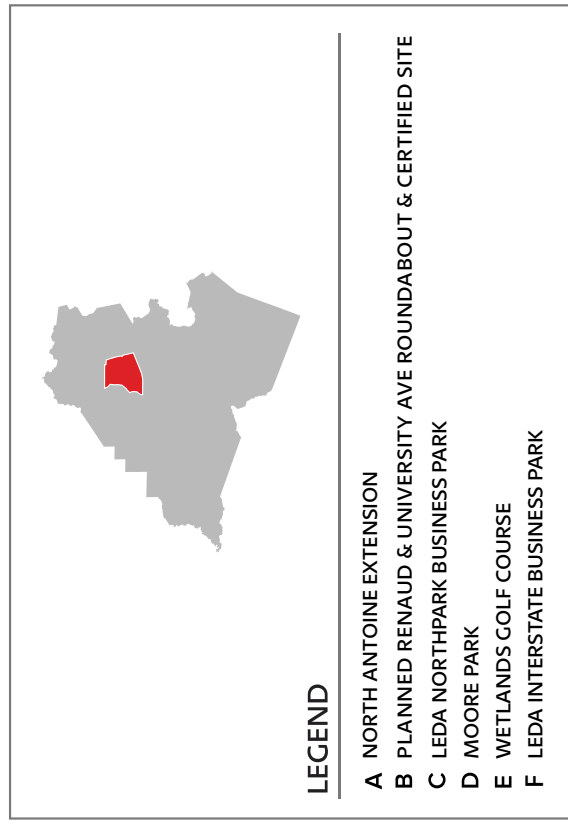 LEGEND
A NORTH ANTOINE EXTENSION
B PLANNED RENAUD & UNIVERSITY AVE ROUNDABOUT & CERTIFIED SITE
C LEDA NORTHPARK BUSINESS PARK
D MOORE PARK
E WETLANDS GOLF COURSE
F LEDA INTERSTATE BUSINESS PARK